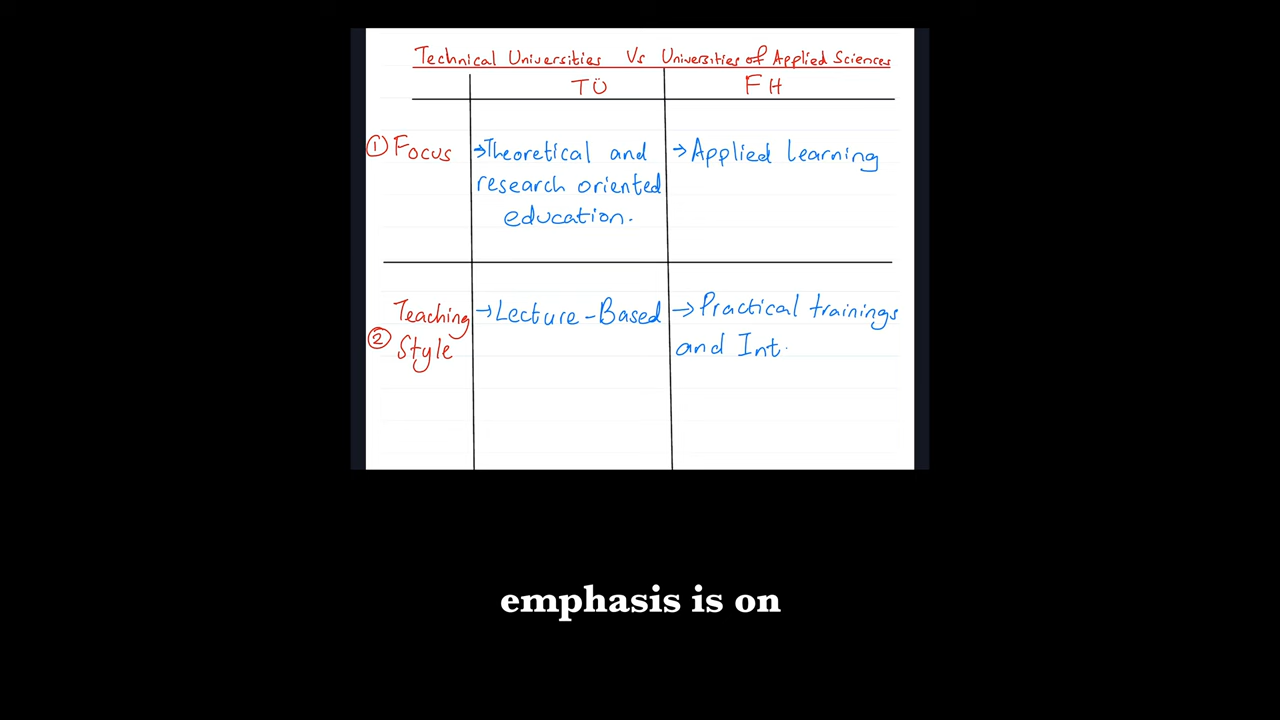 Technical Universities Vs Universities of Applied Sciences
TÜ FH
① Focus →Theoretical and →Applied learning
research oriented
education.
Teaching →Lecture-Based →Practical trainings
② Style and Int
emphasis is on